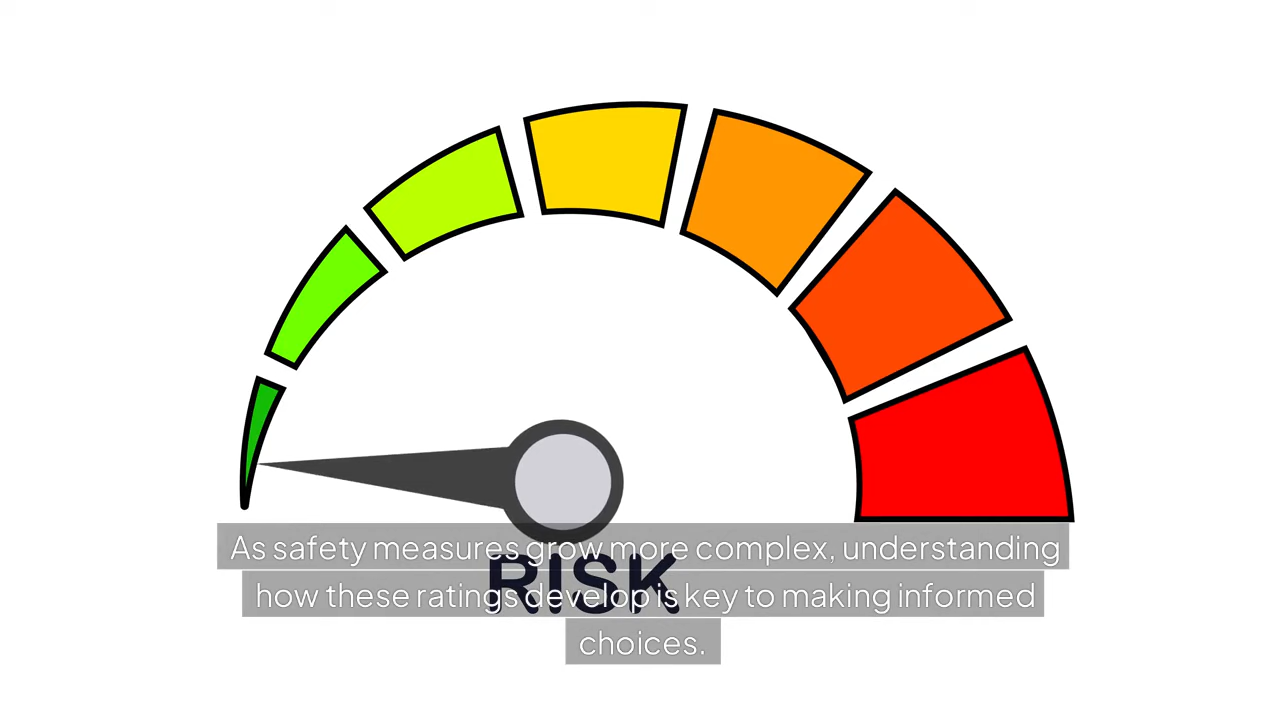 As safety measures grow more complex, understanding
how these ratings develop is key to making informed
choices.
RISK